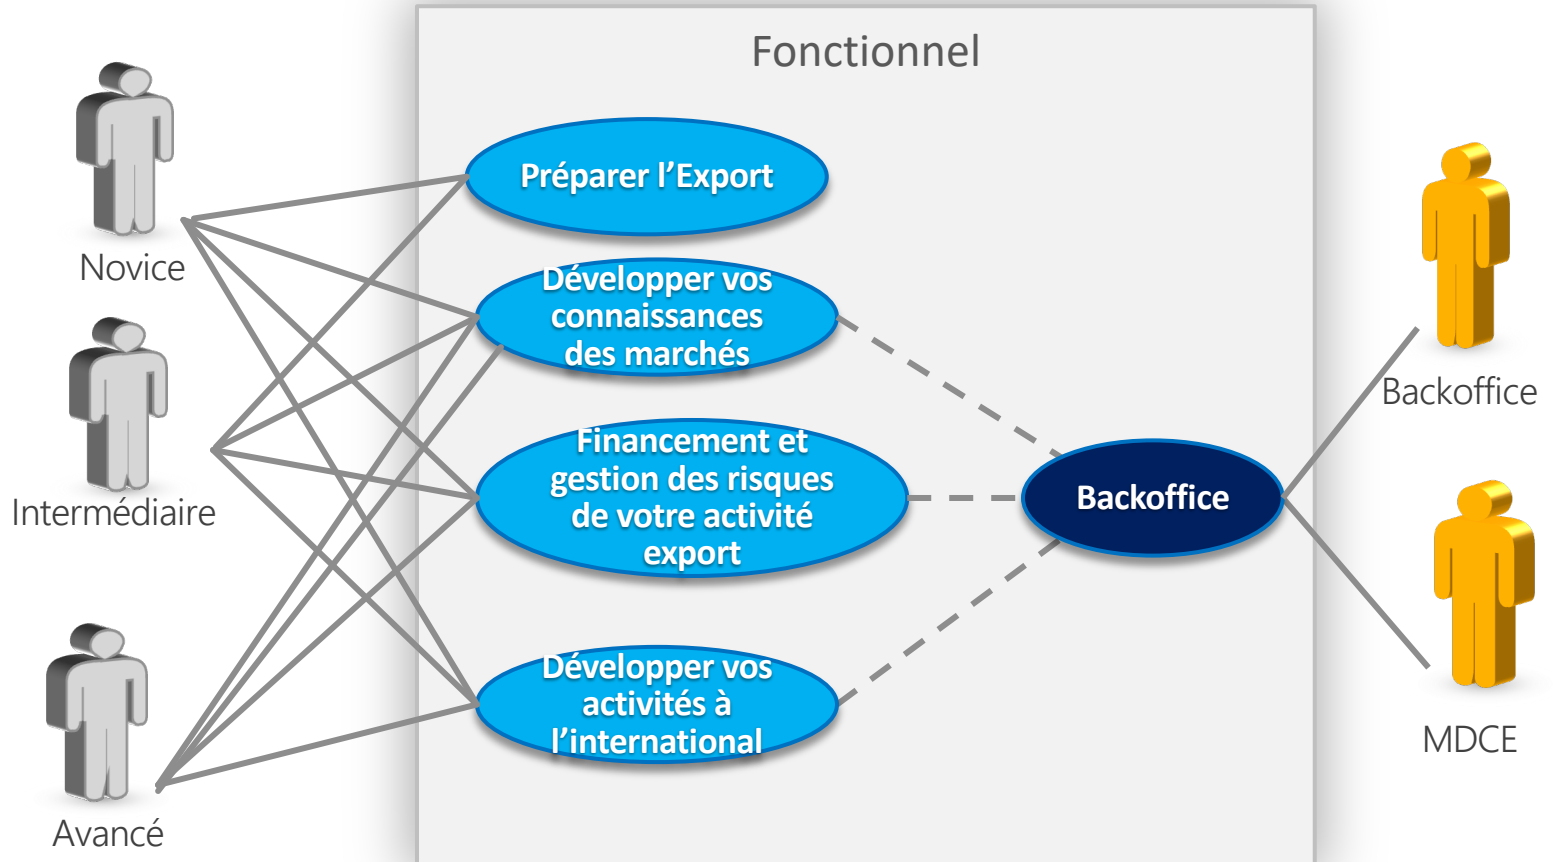 Fonctionnel
Novice
Intermédiaire
Avancé
Préparer l’Export
Développer vos
connaissances
des marchés
Financement et
gestion des risques
de votre activité
export
Développer vos
activités à
l’international
Backoffice
Backoffice
MDCE